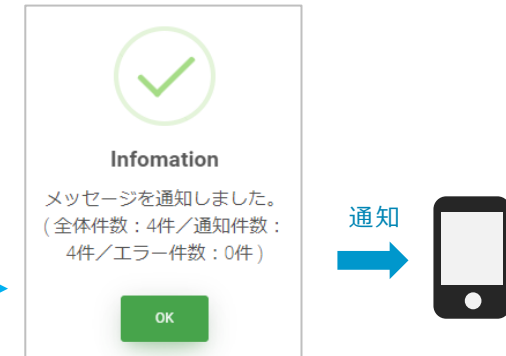 Infomation
メッセージを通知しました。
(全体件数：4件／通知件数：
4件／エラー件数：0件)
通知
OK